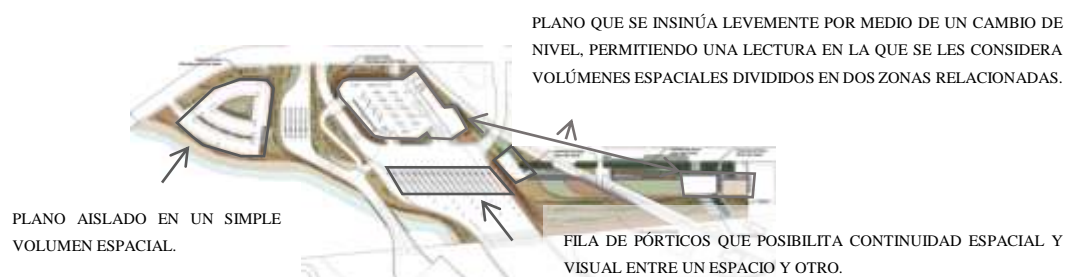 PLANO QUE SE INSINÚA LEVEMENTE POR MEDIO DE UN CAMBIO DE
NIVEL, PERMITIENDO UNA LECTURA EN LA QUE SE LES CONSIDERA
VOLÚMENES ESPACIALES DIVIDIDOS EN DOS ZONAS RELACIONADAS.
PLANO AISLADO EN UN SIMPLE
VOLUMEN ESPACIAL.
FILA DE PÓRTICOS QUE POSIBILITA CONTINUIDAD ESPACIAL Y
VISUAL ENTRE UN ESPACIO Y OTRO.